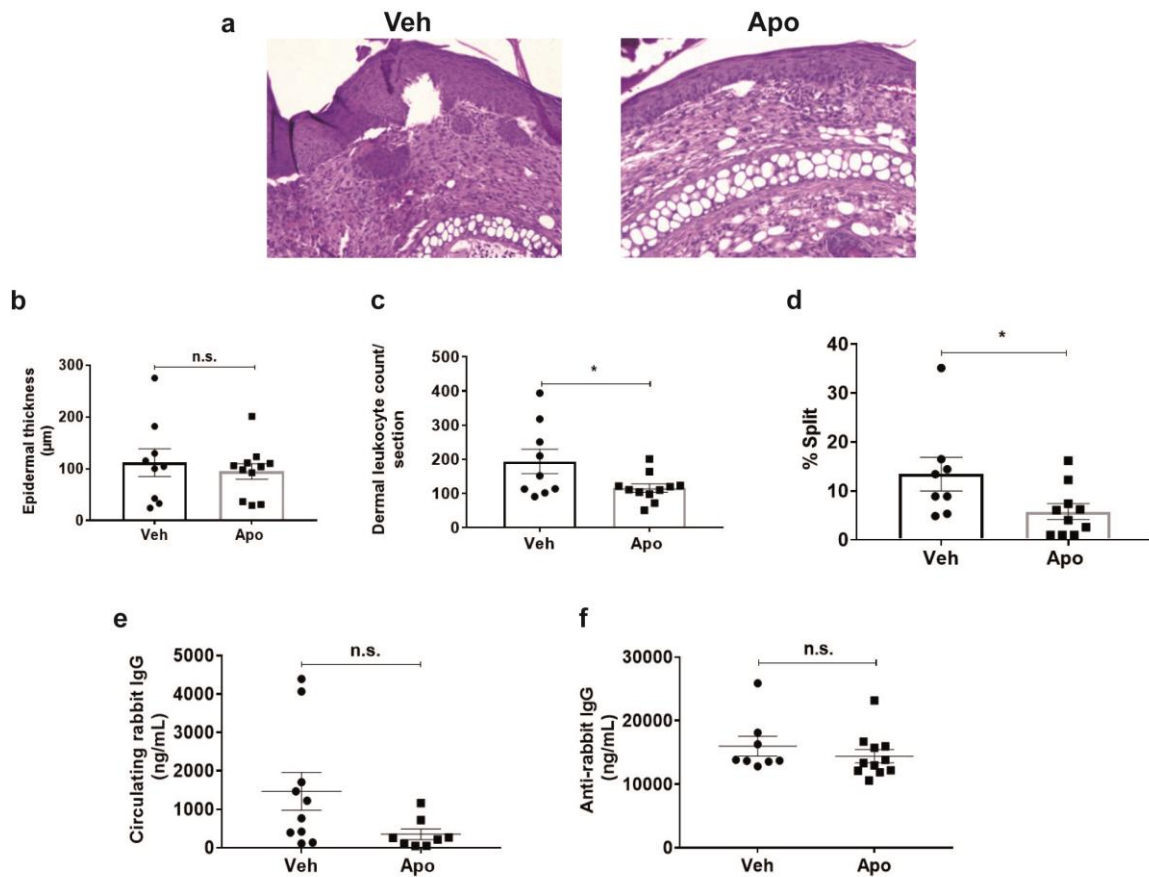 a
Veh
Apo
b
Epidermal thickness
(µm)
300
200
100
0
n.s.
Veh
Apo
c
Dermal leukocyte count/
section
500
400
300
200
100
0
*
Veh
Apo
d
% Split
40
30
20
10
0
*
Veh
Apo
e
Circulating rabbit IgG
(ng/mL)
5000
4000
3000
2000
1000
0
n.s.
Veh
Apo
f
Anti-rabbit IgG
(ng/mL)
30000
20000
10000
0
n.s.
Veh
Apo